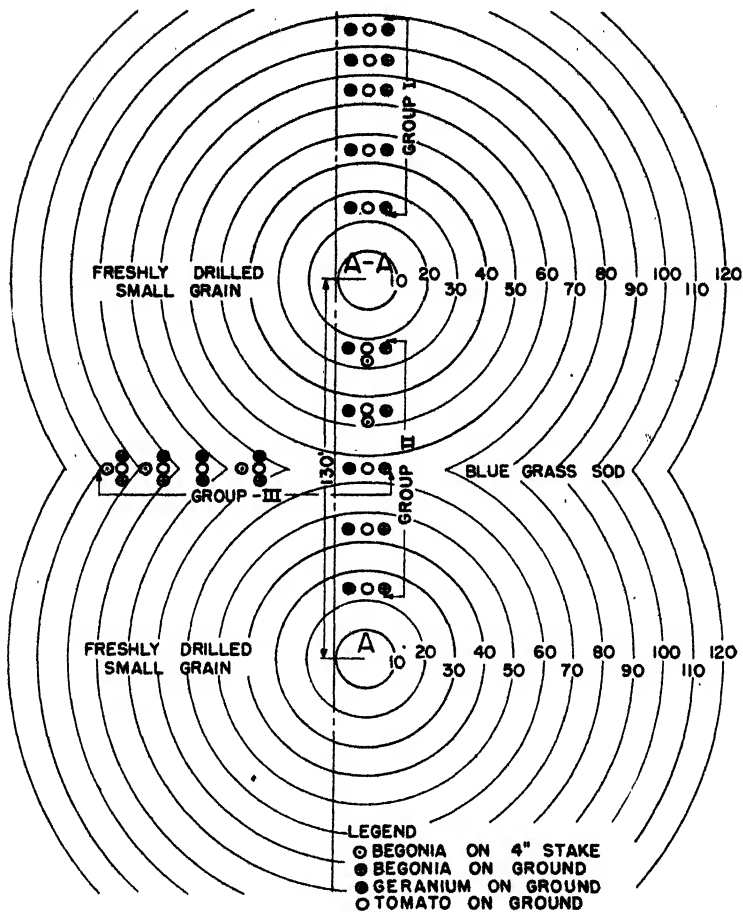 GROUP I
A-A
FRESHLY DRILLED
SMALL GRAIN
10 20 30 40 50 60 70 80 90 100 110 120
130'
GROUP II
BLUE GRASS SOD
GROUP-III
FRESHLY DRILLED
SMALL GRAIN
A
10 20 30 40 50 60 70 80 90 100 110 120
LEGEND
BEGONIA ON 4" STAKE
BEGONIA ON GROUND
GERANIUM ON GROUND
TOMATO ON GROUND